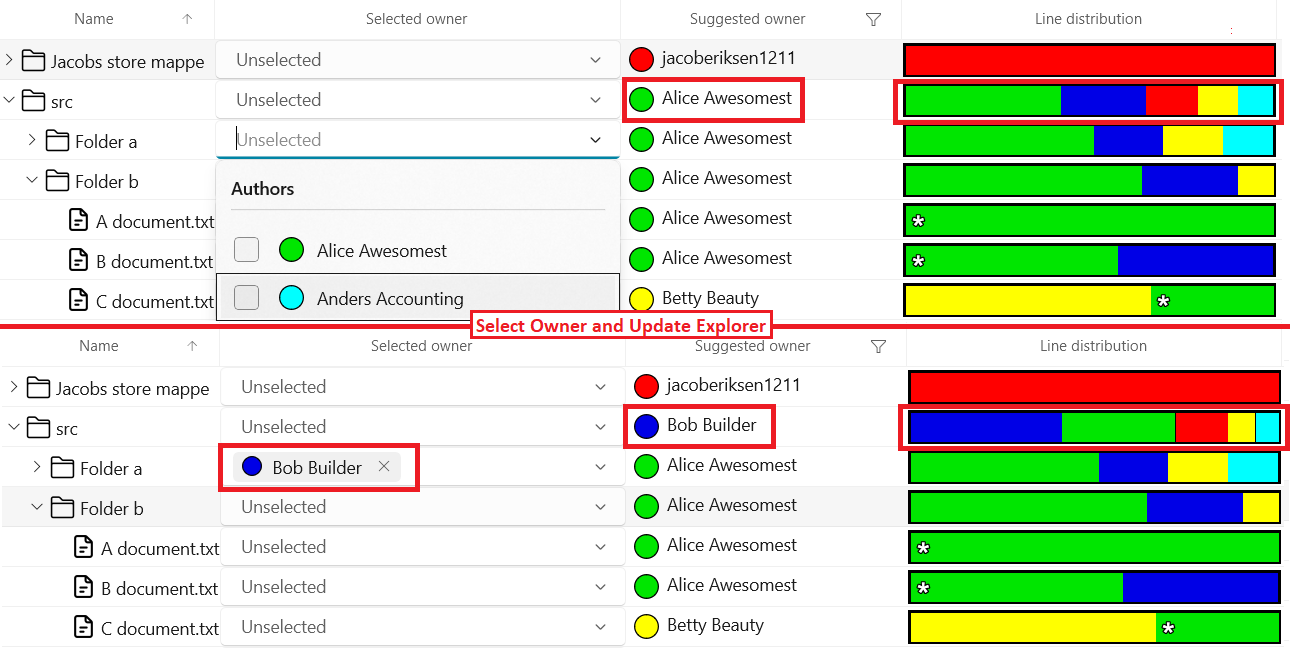 Name ↑ Selected owner Suggested owner Line distribution
Jacobs store mappe Unselected jacoberiksen1211
src Unselected Alice Awesomest
Folder a Unselected Alice Awesomest
Folder b Alice Awesomest
Authors
A document.txt Alice Awesomest *
Alice Awesomest
B document.txt Alice Awesomest *
Anders Accounting
C document.txt Betty Beauty *
Select Owner and Update Explorer
Name ↑ Selected owner Suggested owner Line distribution
Jacobs store mappe Unselected jacoberiksen1211
src Unselected Bob Builder
Folder a Bob Builder × Alice Awesomest
Folder b Unselected Alice Awesomest
A document.txt Unselected Alice Awesomest *
B document.txt Unselected Alice Awesomest *
C document.txt Unselected Betty Beauty *